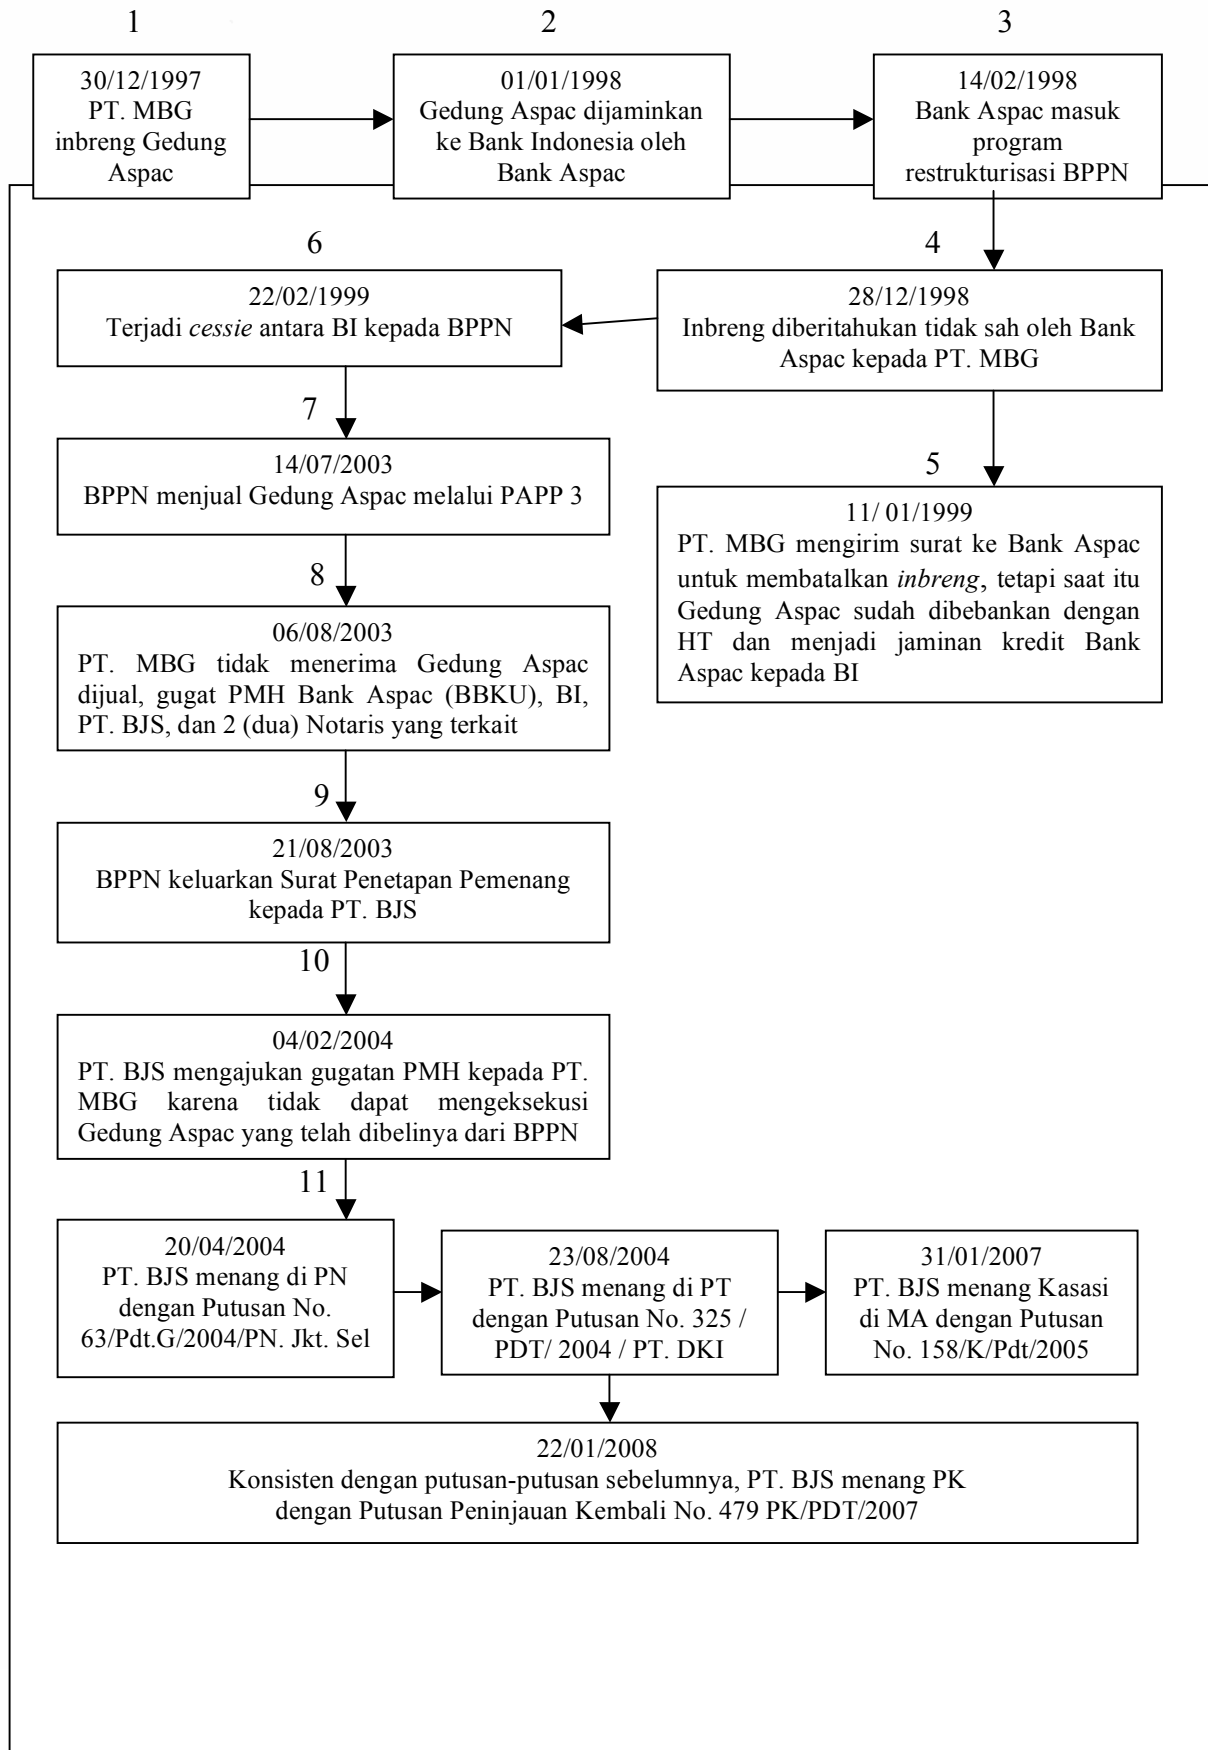 1
30/12/1997
PT. MBG
inbreng Gedung
Aspac
2
01/01/1998
Gedung Aspac dijaminkan
ke Bank Indonesia oleh
Bank Aspac
3
14/02/1998
Bank Aspac masuk
program
restrukturisasi BPPN
4
28/12/1998
Inbreng diberitahukan tidak sah oleh Bank
Aspac kepada PT. MBG
5
11/ 01/1999
PT. MBG mengirim surat ke Bank Aspac
untuk membatalkan inbreng, tetapi saat itu
Gedung Aspac sudah dibebankan dengan
HT dan menjadi jaminan kredit Bank
Aspac kepada BI
6
22/02/1999
Terjadi cessie antara BI kepada BPPN
7
14/07/2003
BPPN menjual Gedung Aspac melalui PAPP 3
8
06/08/2003
PT. MBG tidak menerima Gedung Aspac
dijual, gugat PMH Bank Aspac (BBKU), BI,
PT. BJS, dan 2 (dua) Notaris yang terkait
9
21/08/2003
BPPN keluarkan Surat Penetapan Pemenang
kepada PT. BJS
10
04/02/2004
PT. BJS mengajukan gugatan PMH kepada PT.
MBG karena tidak dapat mengeksekusi
Gedung Aspac yang telah dibelinya dari BPPN
11
20/04/2004
PT. BJS menang di PN
dengan Putusan No.
63/Pdt.G/2004/PN. Jkt. Sel
23/08/2004
PT. BJS menang di PT
dengan Putusan No. 325 /
PDT/ 2004 / PT. DKI
31/01/2007
PT. BJS menang Kasasi
di MA dengan Putusan
No. 158/K/Pdt/2005
22/01/2008
Konsisten dengan putusan-putusan sebelumnya, PT. BJS menang PK
dengan Putusan Peninjauan Kembali No. 479 PK/PDT/2007